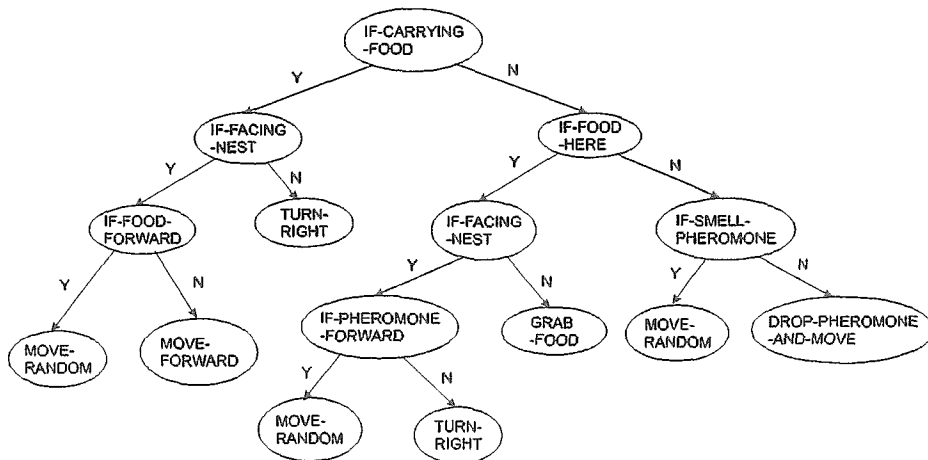 IF-CARRYING
-FOOD
Y
N
IF-FACING
-NEST
IF-FOOD
-HERE
Y
N
Y
N
IF-FOOD-
FORWARD
TURN-
RIGHT
IF-FACING
-NEST
IF-SMELL-
PHEROMONE
Y
N
Y
N
Y
N
MOVE-
RANDOM
MOVE-
FORWARD
IF-PHEROMONE
-FORWARD
GRAB
-FOOD
MOVE-
RANDOM
DROP-PHEROMONE
-AND-MOVE
Y
N
MOVE-
RANDOM
TURN-
RIGHT